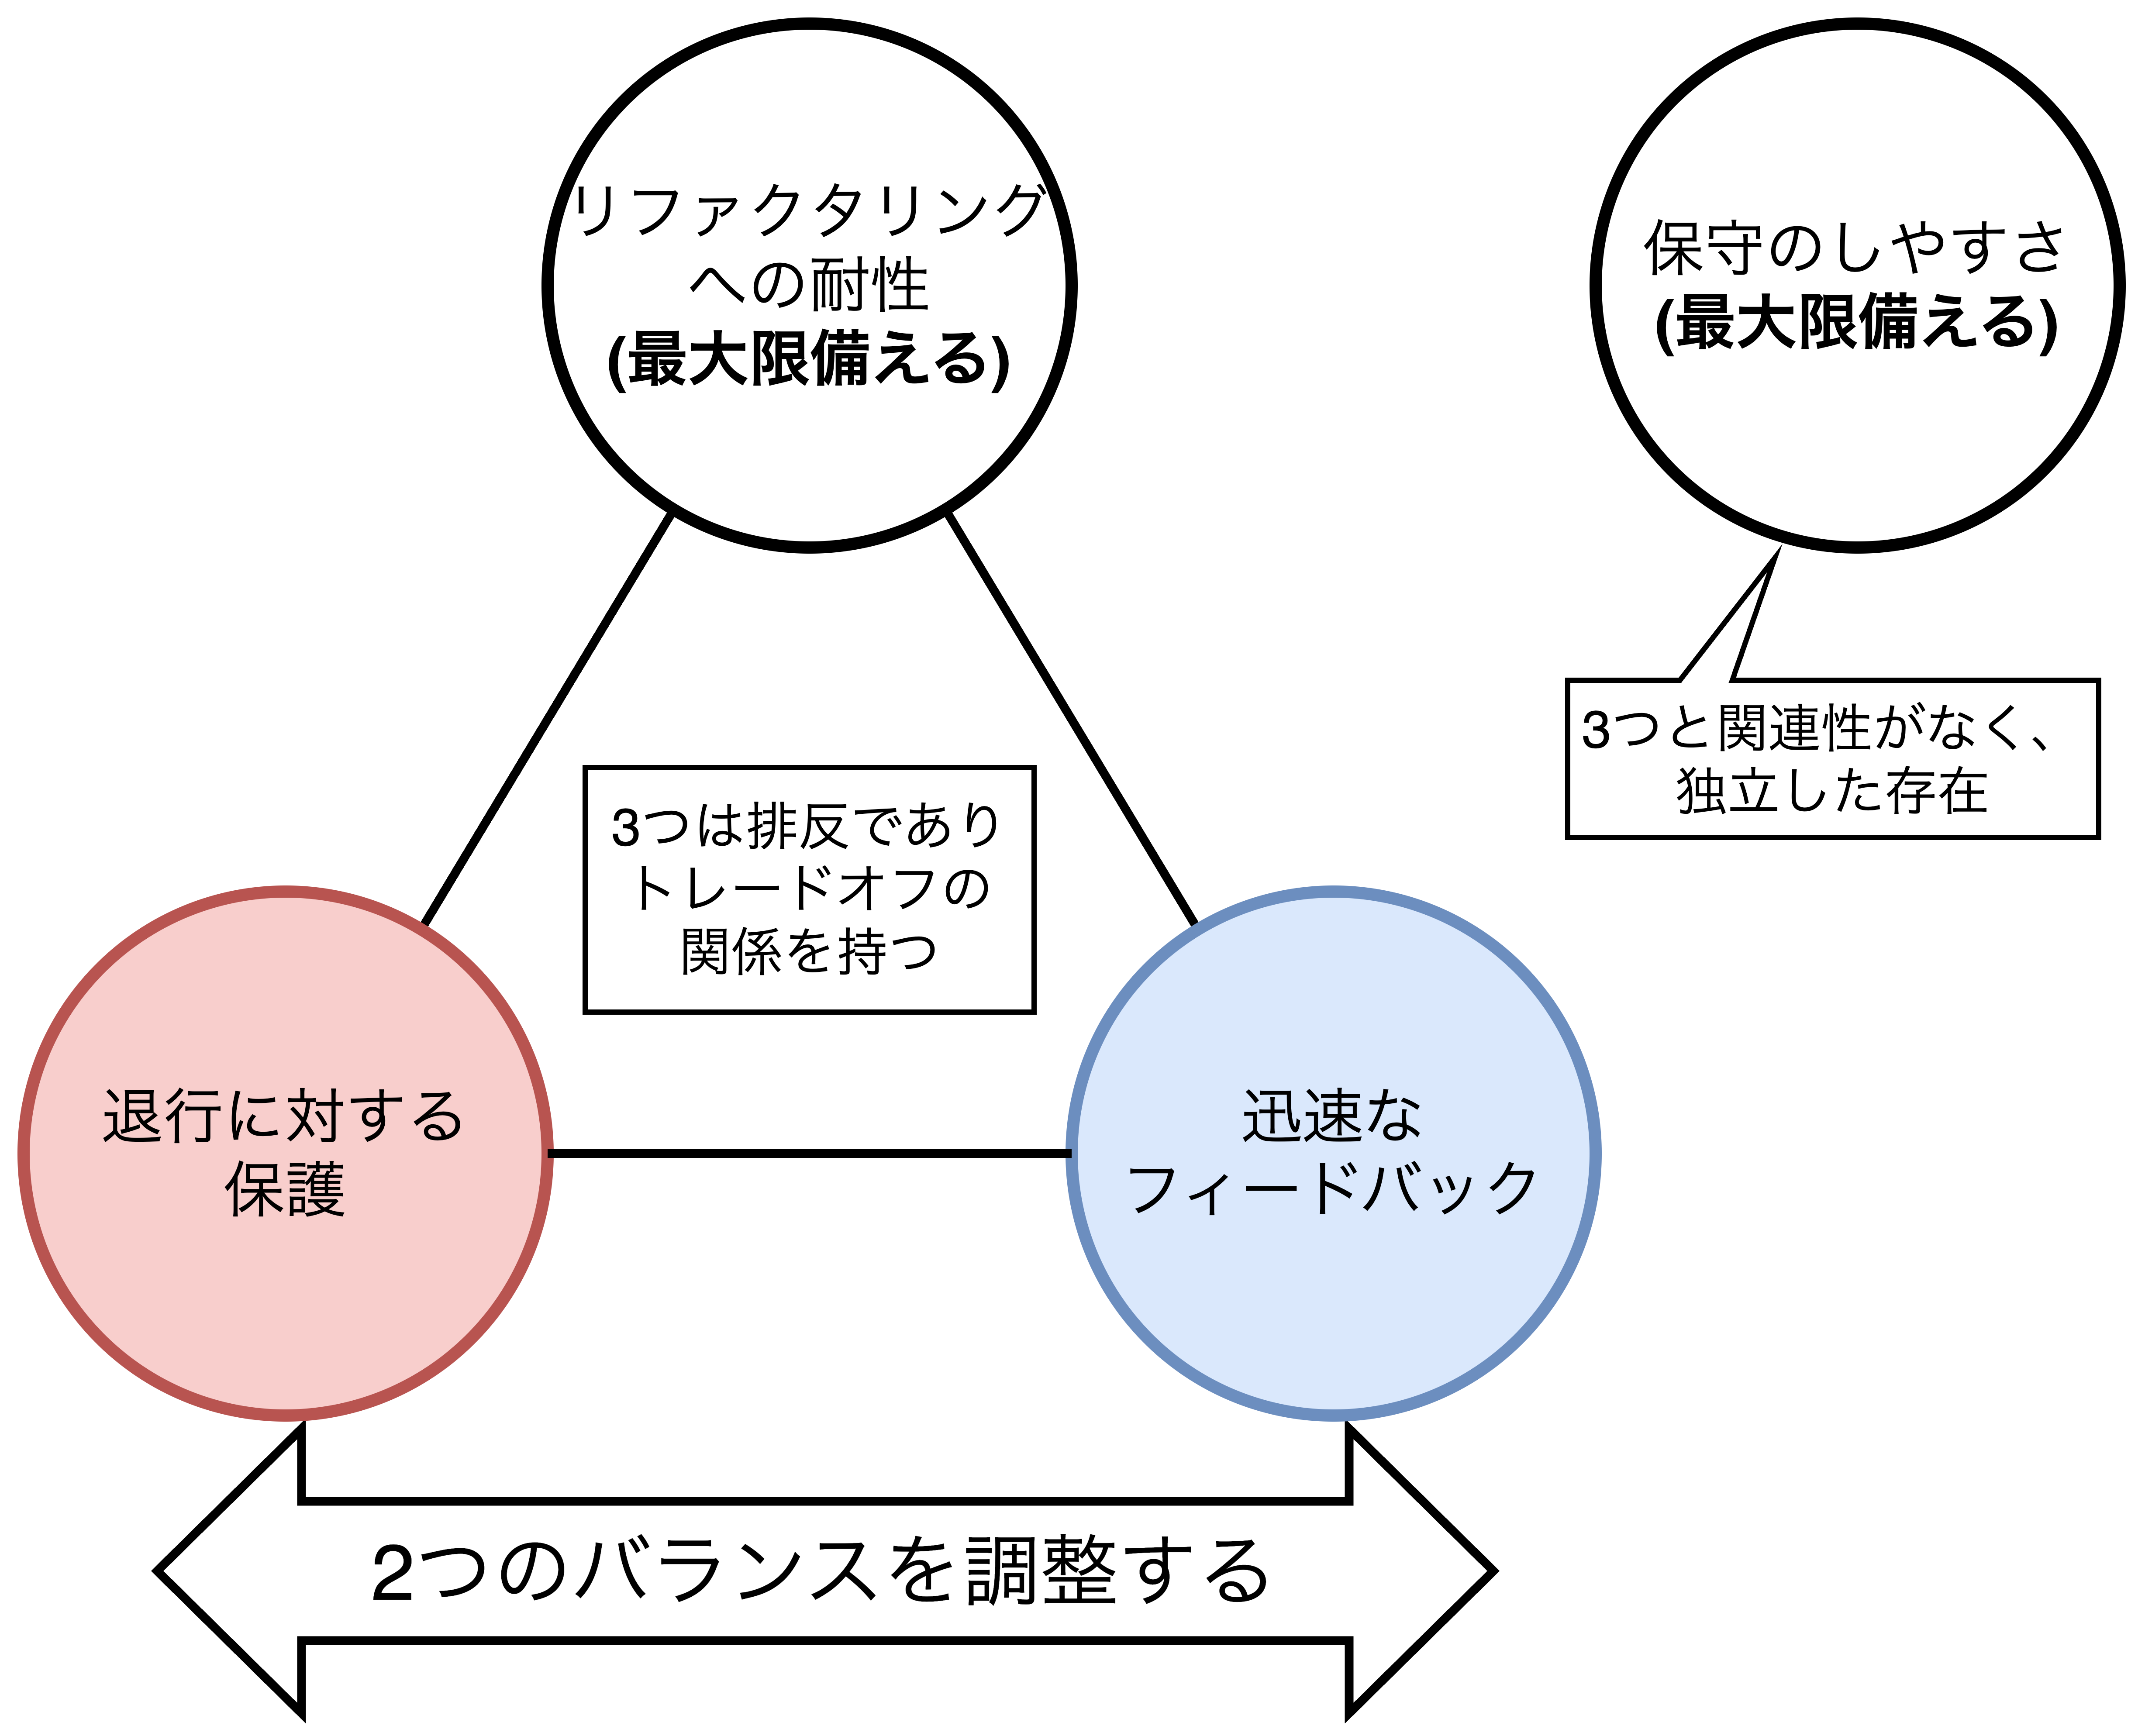 リファクタリング
への耐性
(最大限備える)
保守のしやすさ
(最大限備える)
3つと関連性がなく、
独立した存在
3つは排反であり
トレードオフの
関係を持つ
退行に対する
保護
迅速な
フィードバック
2つのバランスを調整する